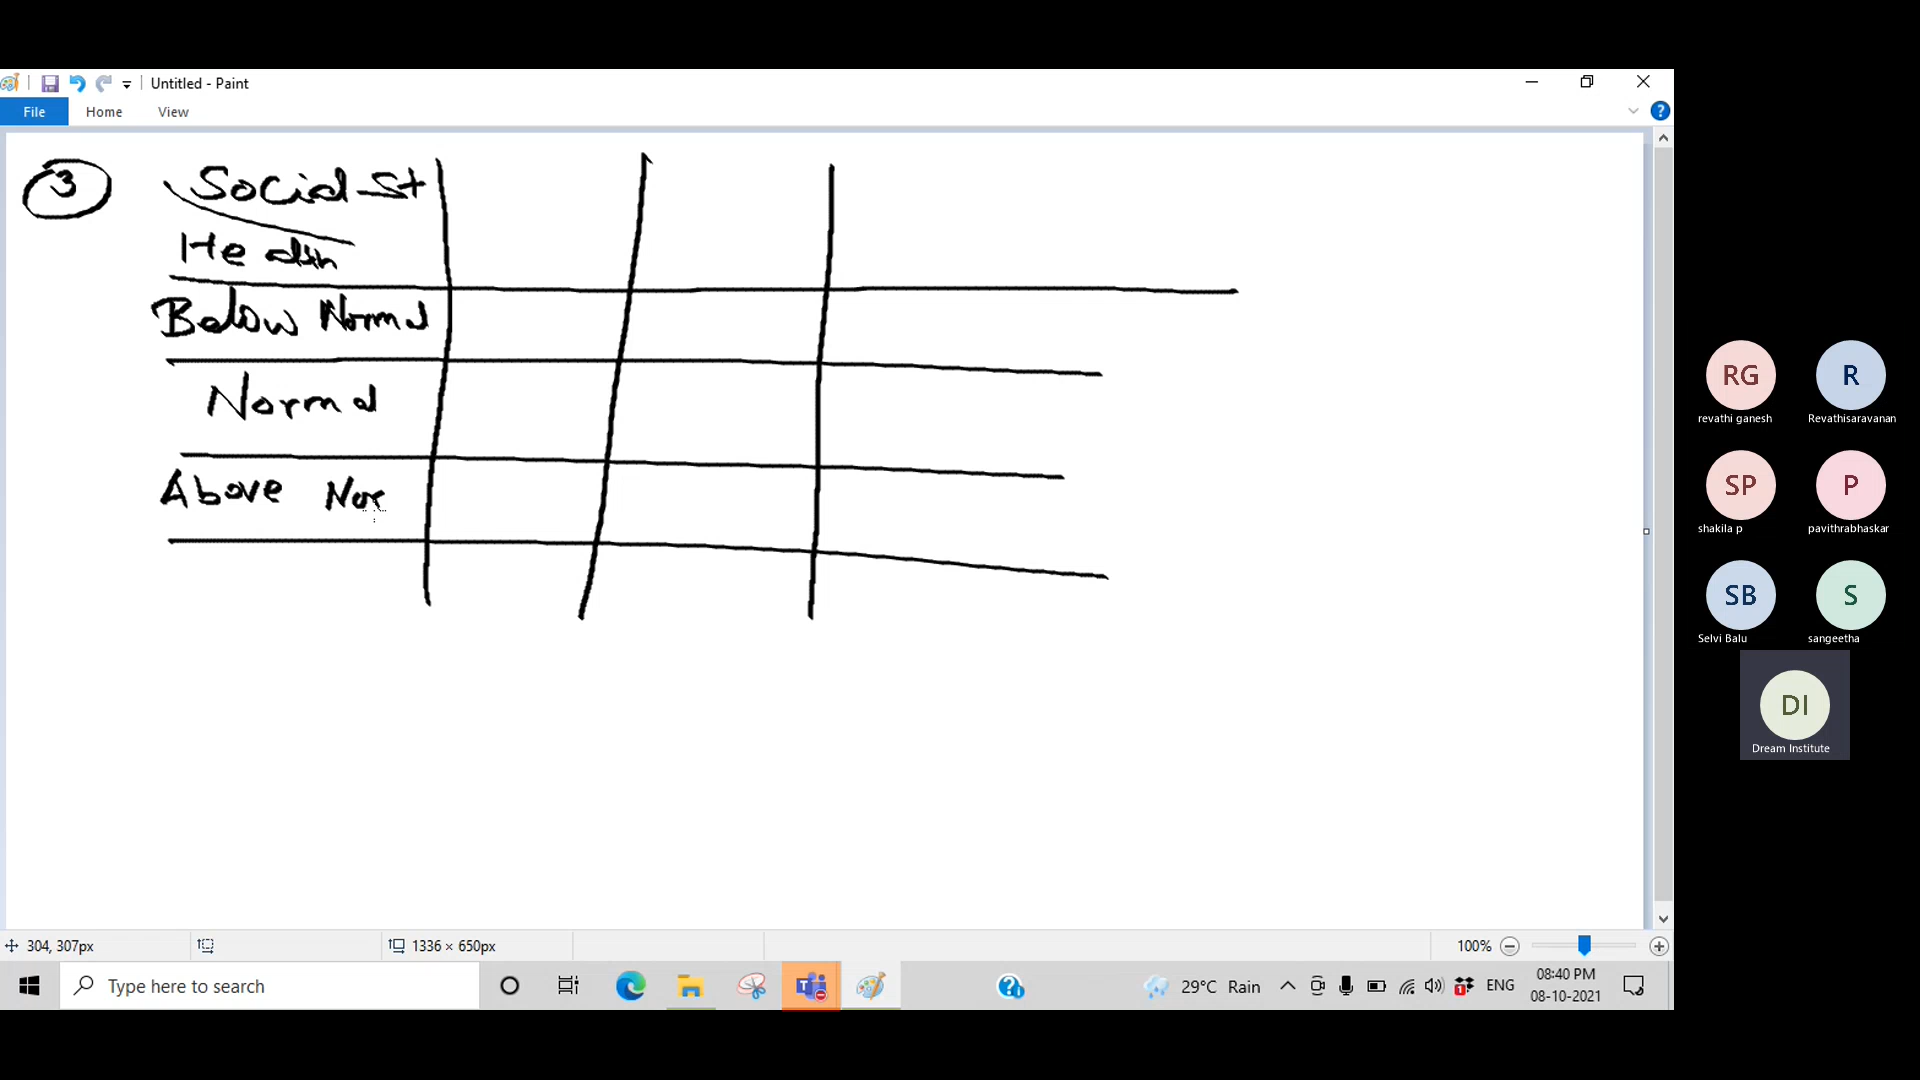 Untitled - Paint
File Home View
3
Social-St
Health
Below Normal
Normal
Above Nor
RG R
revathi ganesh Revathisaravanan
SP P
shakila p pavithrabhaskar
SB S
Selvi Balu sangeetha
DI
Dream Institute
304, 307px 1336 × 650px 100%
Type here to search 29°C Rain ENG 08:40 PM
08-10-2021